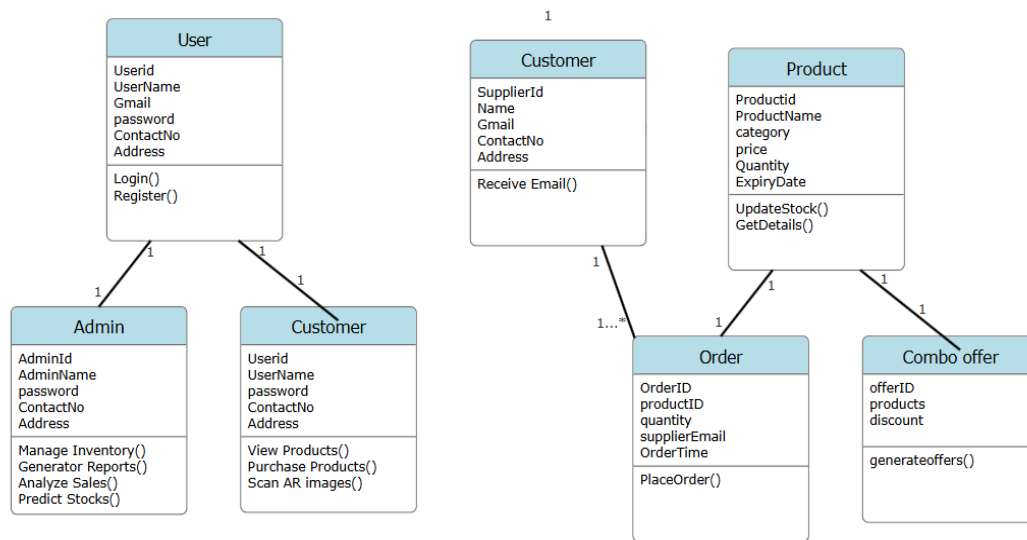 User
Userid
UserName
Gmail
password
ContactNo
Address
Login()
Register()
1
Customer
SupplierId
Name
Gmail
ContactNo
Address
Receive Email()
Product
Productid
ProductName
category
price
Quantity
ExpiryDate
UpdateStock()
GetDetails()
1
1
1
1
1
1...*
1
1
1
1
Admin
AdminId
AdminName
password
ContactNo
Address
Manage Inventory()
Generator Reports()
Analyze Sales()
Predict Stocks()
Customer
Userid
UserName
password
ContactNo
Address
View Products()
Purchase Products()
Scan AR images()
Order
OrderID
productID
quantity
supplierEmail
OrderTime
PlaceOrder()
Combo offer
offerID
products
discount
generateoffers()